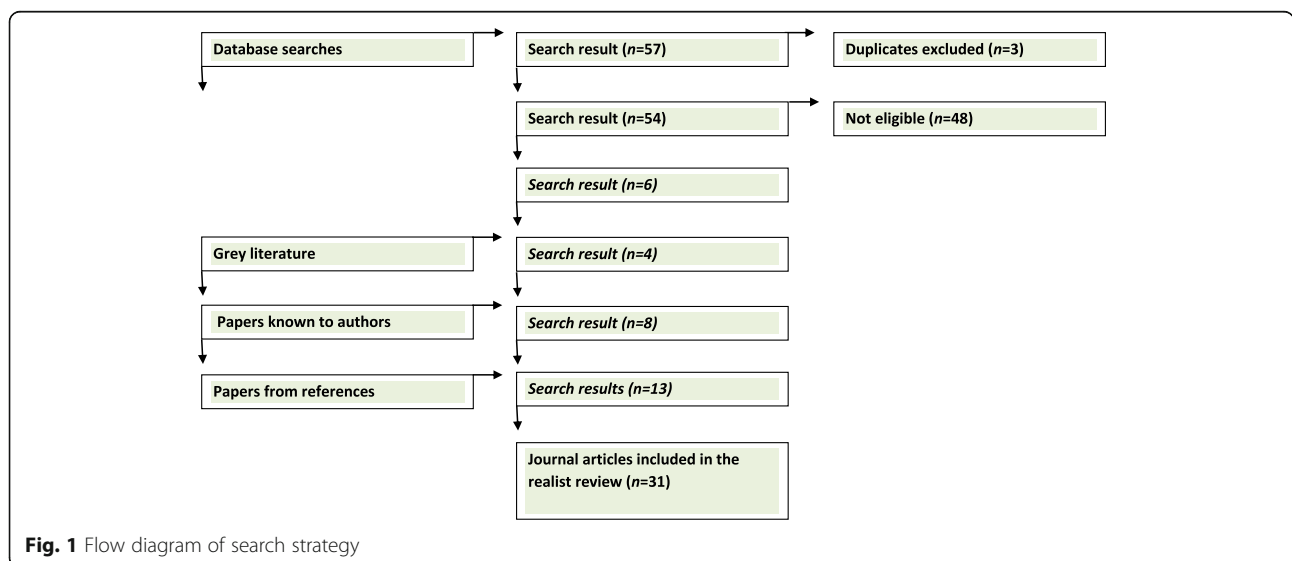 Database searches
Search result (n=57)
Duplicates excluded (n=3)
Search result (n=54)
Not eligible (n=48)
Search result (n=6)
Grey literature
Search result (n=4)
Papers known to authors
Search result (n=8)
Papers from references
Search results (n=13)
Journal articles included in the
realist review (n=31)
Fig. 1 Flow diagram of search strategy